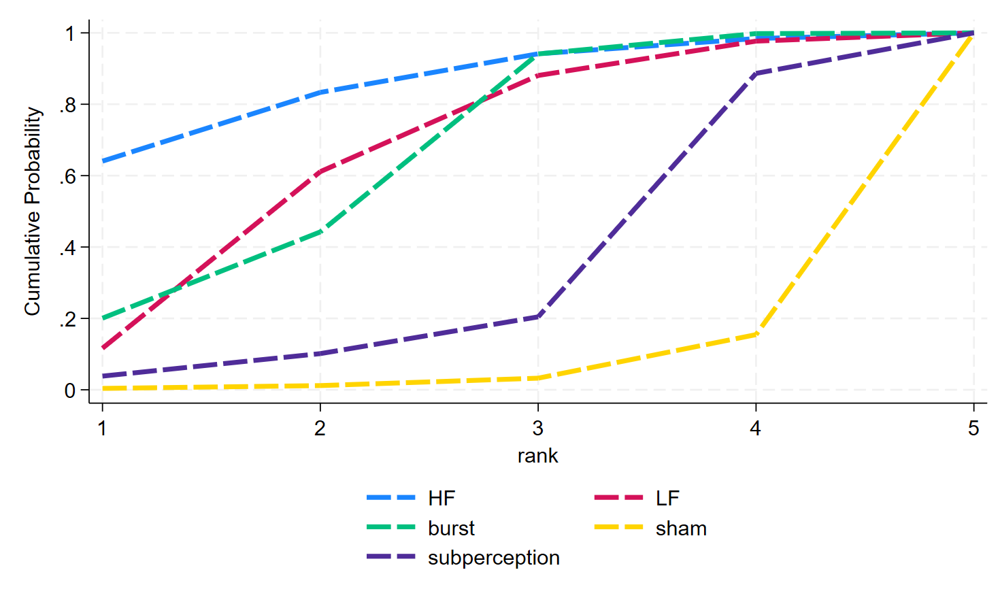 Cumulative Probability
1
.8
.6
.4
.2
0
1 2 3 4 5
rank
HF LF
burst sham
subperception